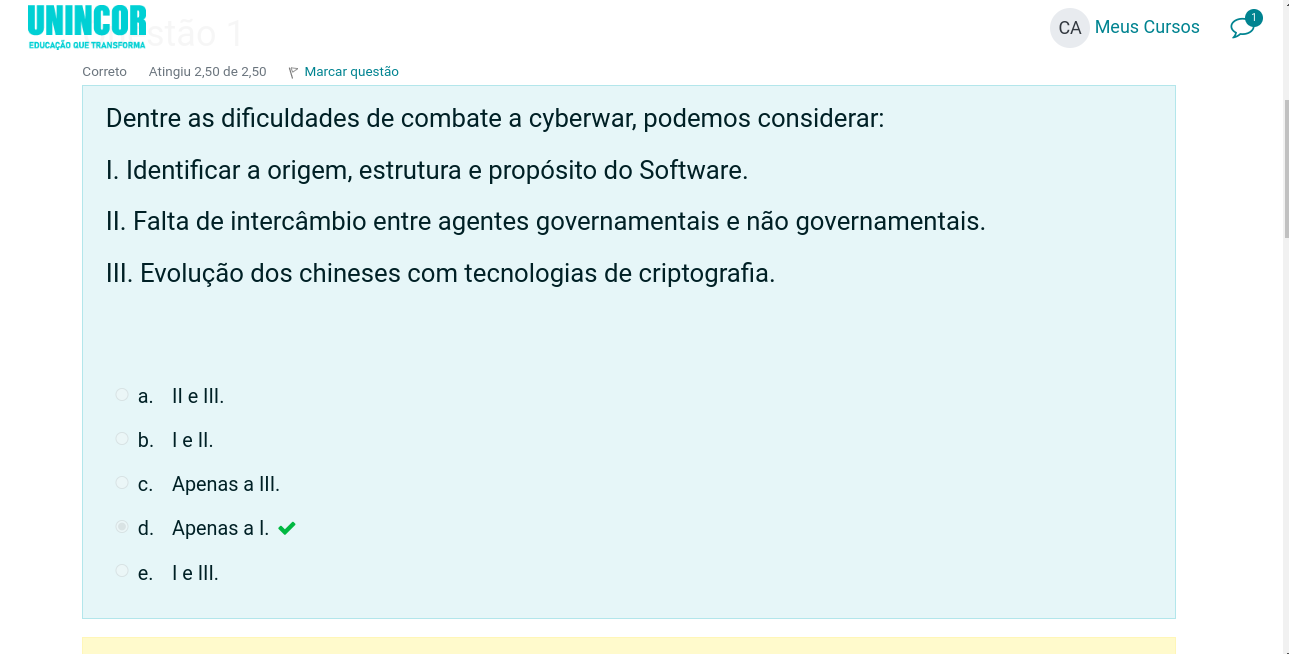 UNINCOR
EDUCAÇÃO QUE TRANSFORMA
stão 1
CA Meus Cursos 1
Correto Atingiu 2,50 de 2,50 Marcar questão
Dentre as dificuldades de combate a cyberwar, podemos considerar:
I. Identificar a origem, estrutura e propósito do Software.
II. Falta de intercâmbio entre agentes governamentais e não governamentais.
III. Evolução dos chineses com tecnologias de criptografia.
a. II e III.
b. I e II.
c. Apenas a III.
d. Apenas a I.
e. I e III.